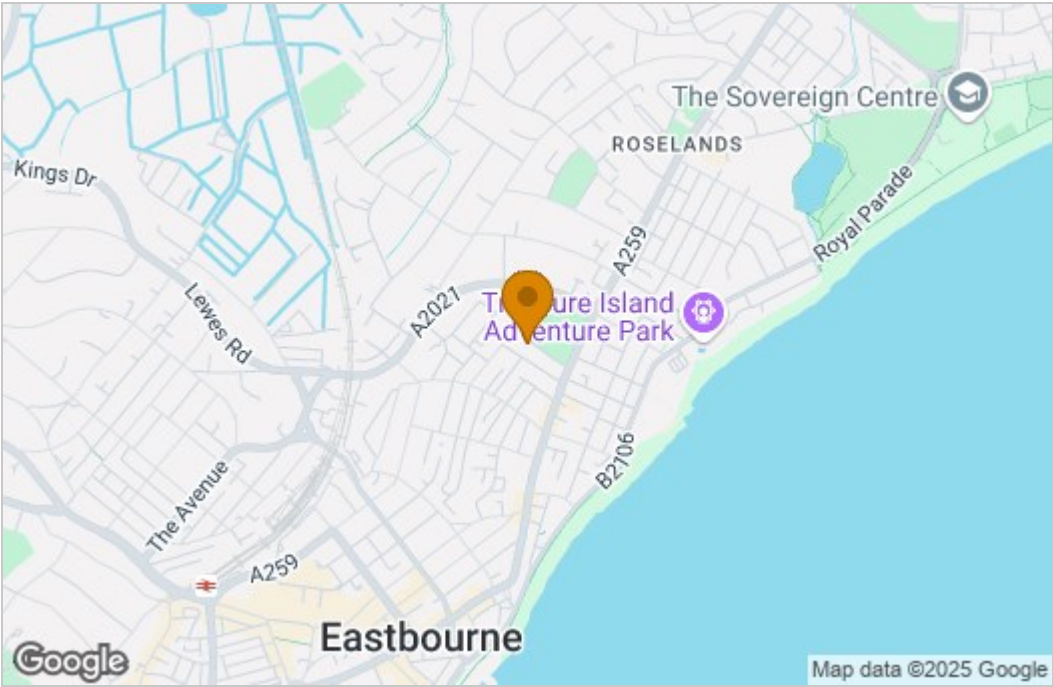 The Sovereign Centre
ROSELANDS
Kings Dr
Royal Parade
A259
Lewes Rd
A2021
Island
Adventure Park
B2106
The Avenue
A259
Eastbourne
Google
Map data ©2025 Google